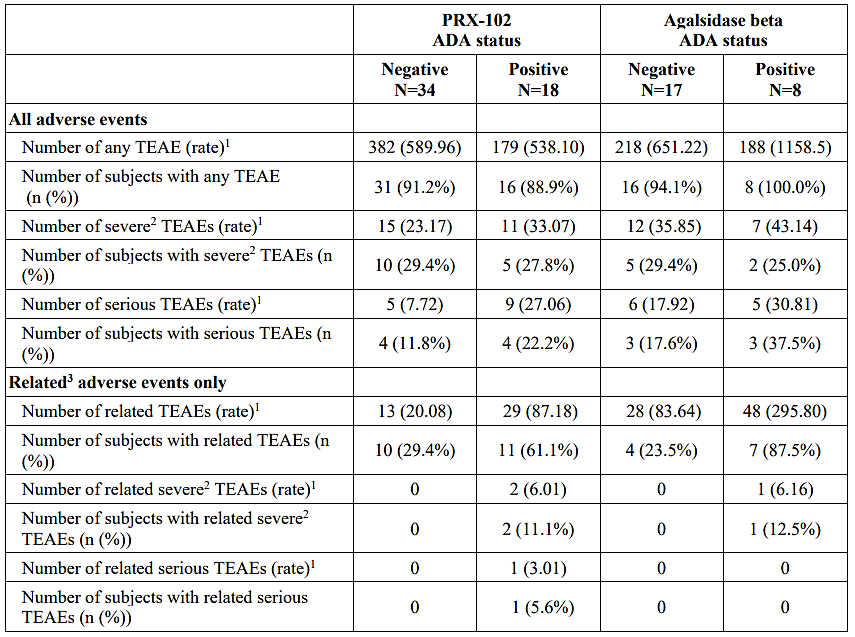 PRX-102
ADA status
Agalsidase beta
ADA status
Negative
N=34
Positive
N=18
Negative
N=17
Positive
N=8
All adverse events
Number of any TEAE (rate)¹ 382 (589.96) 179 (538.10) 218 (651.22) 188 (1158.5)
Number of subjects with any TEAE
(n (%)) 31 (91.2%) 16 (88.9%) 16 (94.1%) 8 (100.0%)
Number of severe² TEAEs (rate)¹ 15 (23.17) 11 (33.07) 12 (35.85) 7 (43.14)
Number of subjects with severe² TEAEs (n
(%)) 10 (29.4%) 5 (27.8%) 5 (29.4%) 2 (25.0%)
Number of serious TEAEs (rate)¹ 5 (7.72) 9 (27.06) 6 (17.92) 5 (30.81)
Number of subjects with serious TEAEs (n
(%)) 4 (11.8%) 4 (22.2%) 3 (17.6%) 3 (37.5%)
Related³ adverse events only
Number of related TEAEs (rate)¹ 13 (20.08) 29 (87.18) 28 (83.64) 48 (295.80)
Number of subjects with related TEAEs (n
(%)) 10 (29.4%) 11 (61.1%) 4 (23.5%) 7 (87.5%)
Number of related severe² TEAEs (rate)¹ 0 2 (6.01) 0 1 (6.16)
Number of subjects with related severe²
TEAEs (n (%)) 0 2 (11.1%) 0 1 (12.5%)
Number of related serious TEAEs (rate)¹ 0 1 (3.01) 0 0
Number of subjects with related serious
TEAEs (n (%)) 0 1 (5.6%) 0 0